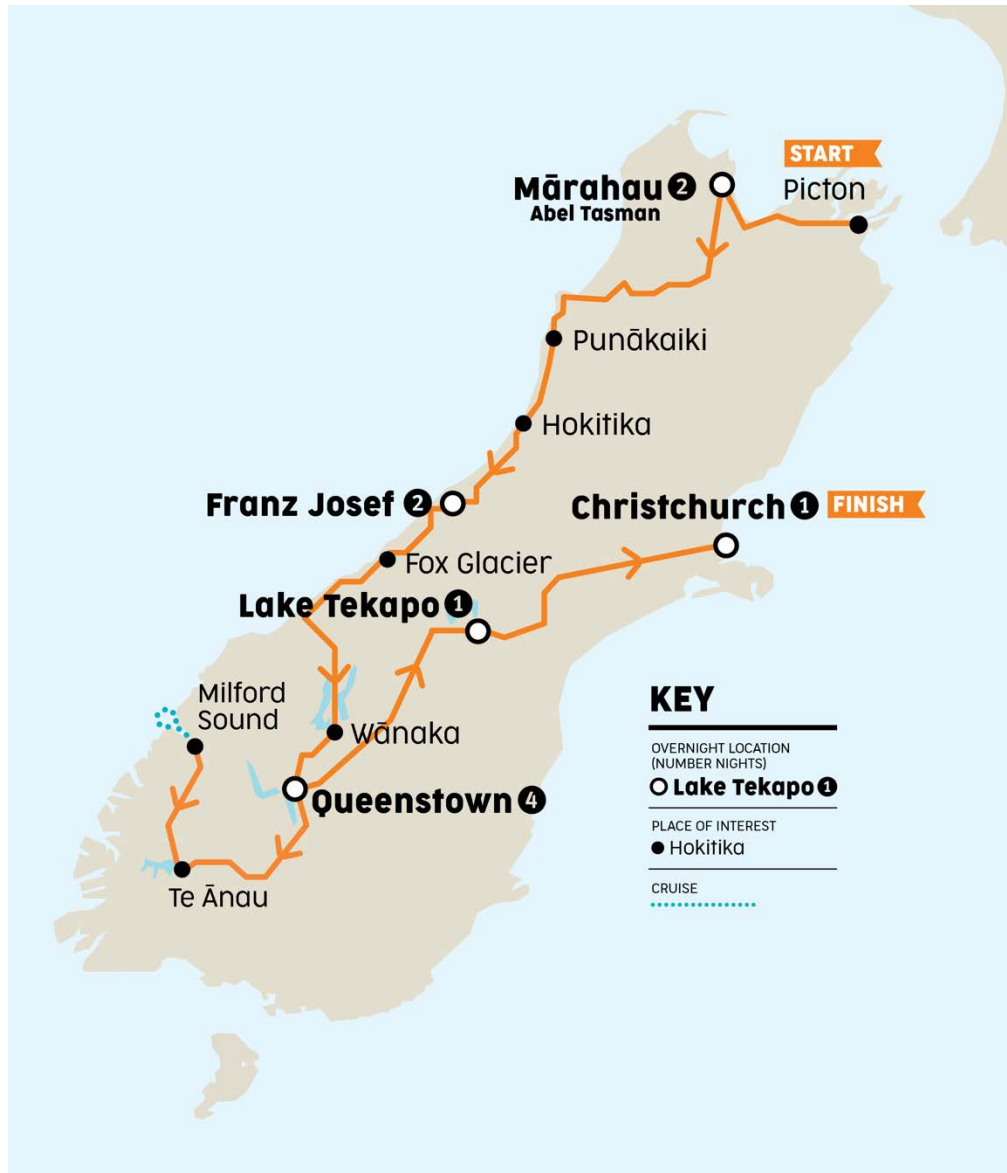 START
Picton
Mārahau 2
Abel Tasman
Punākaiki
Hokitika
Franz Josef 2
Christchurch 1 FINISH
Fox Glacier
Lake Tekapo 1
Milford
Sound
Wānaka
Queenstown 4
Te Ānau
KEY
OVERNIGHT LOCATION
(NUMBER NIGHTS)
Lake Tekapo 1
PLACE OF INTEREST
Hokitika
CRUISE